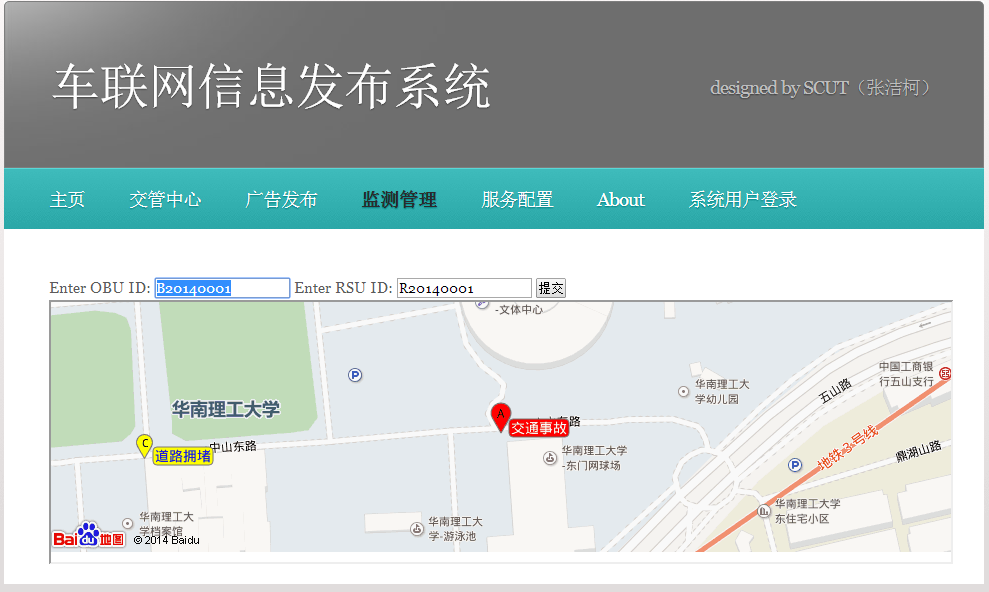 车联网信息发布系统
designed by SCUT（张洁柯）
主页 交管中心 广告发布 监测管理 服务配置 About 系统用户登录
Enter OBU ID: B20140001 Enter RSU ID: R20140001 提交
-文体中心
中国工商银
行五山支行
P
华南理工大
学幼儿园
五山路
华南理工大学
A
交通事故
东路
C
道路拥堵
中山东路
地铁3号线
华南理工大学
-东门网球场
P
鼎湖山路
华南理工大
学档案馆
华南理工大
学-游泳池
华南理工大学
东住宅小区
Bai du 地图
© 2014 Baidu